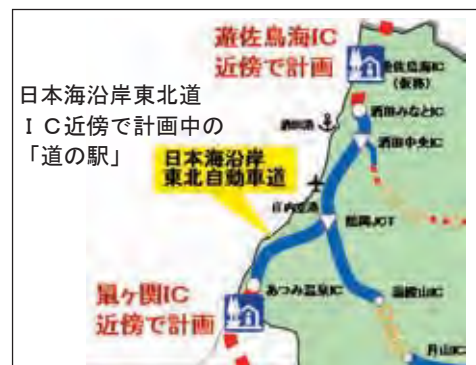 遊佐鳥海IC
近傍で計画
日本海沿岸東北道
ＩＣ近傍で計画中の
「道の駅」
遊佐鳥海IC
(仮称)
酒田みなとIC
酒田港
酒田中央IC
日本海沿岸
東北自動車道
庄内空港
鶴岡JCT
あつみ温泉IC
湯殿山IC
鼠ヶ関IC
近傍で計画
月山IC